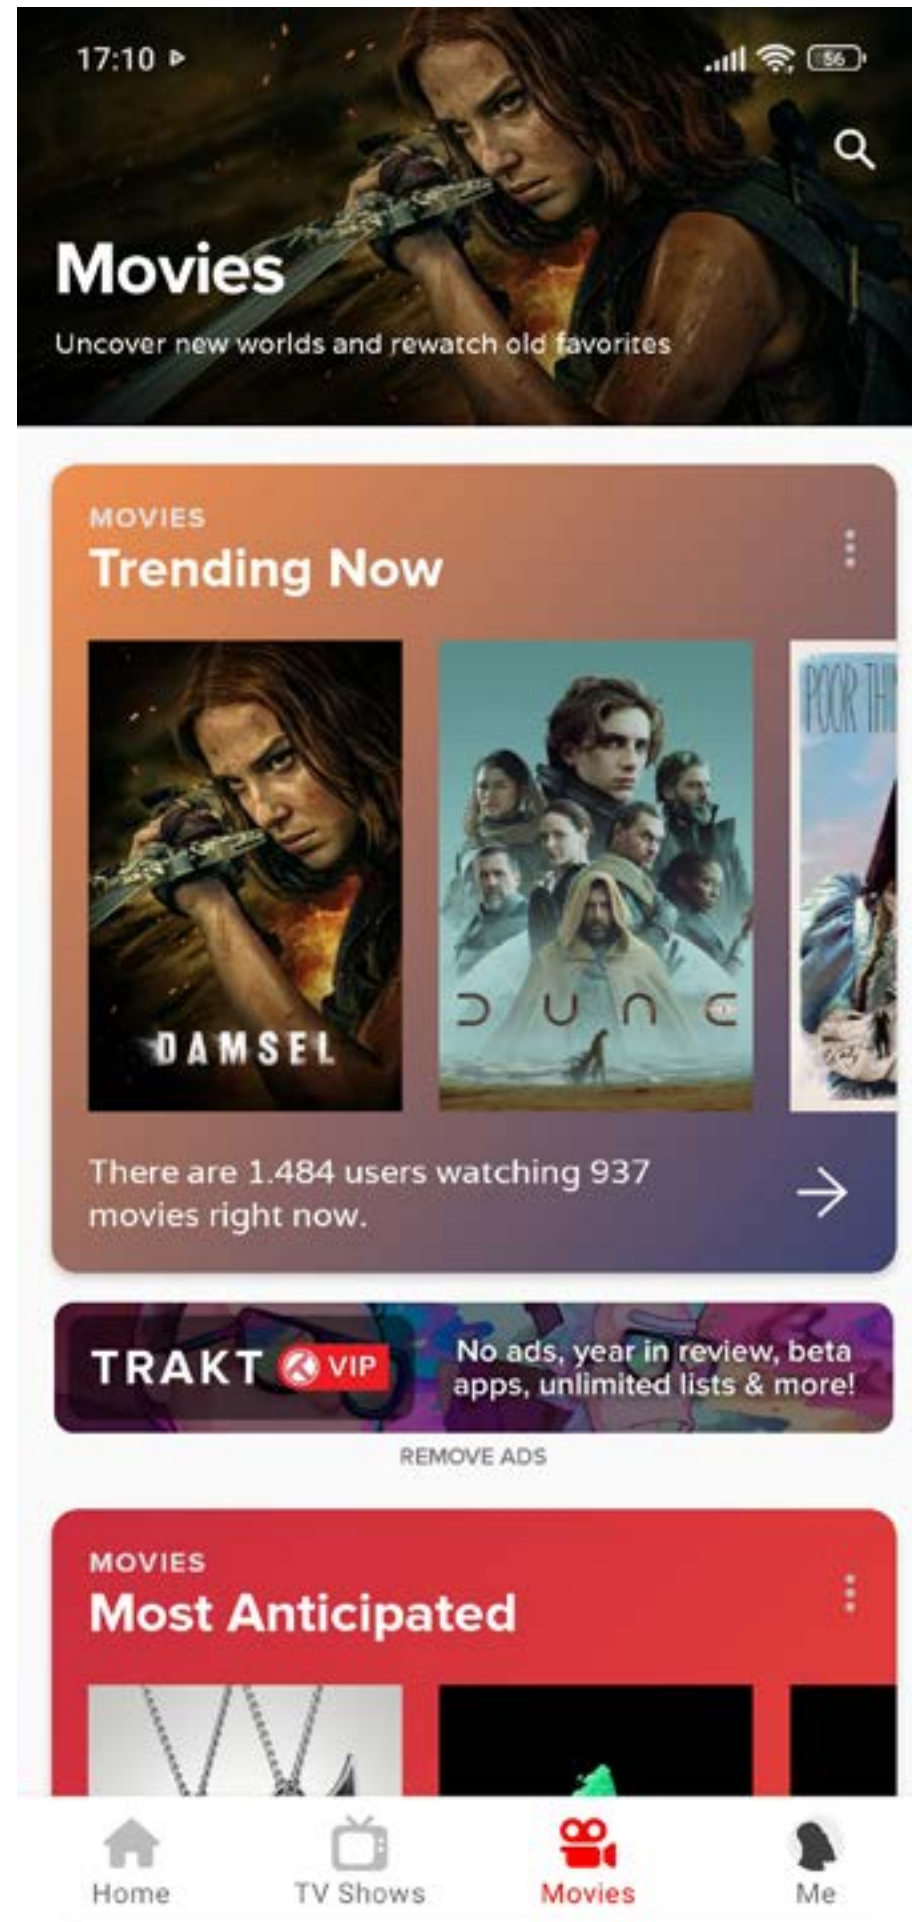 17:10
56
Movies
Uncover new worlds and rewatch old favorites
MOVIES
Trending Now
POOR THI
DAMSEL
DUNE
There are 1.484 users watching 937
movies right now.
TRAKT VIP
No ads, year in review, beta
apps, unlimited lists & more!
REMOVE ADS
MOVIES
Most Anticipated
Home
TV Shows
Movies
Me